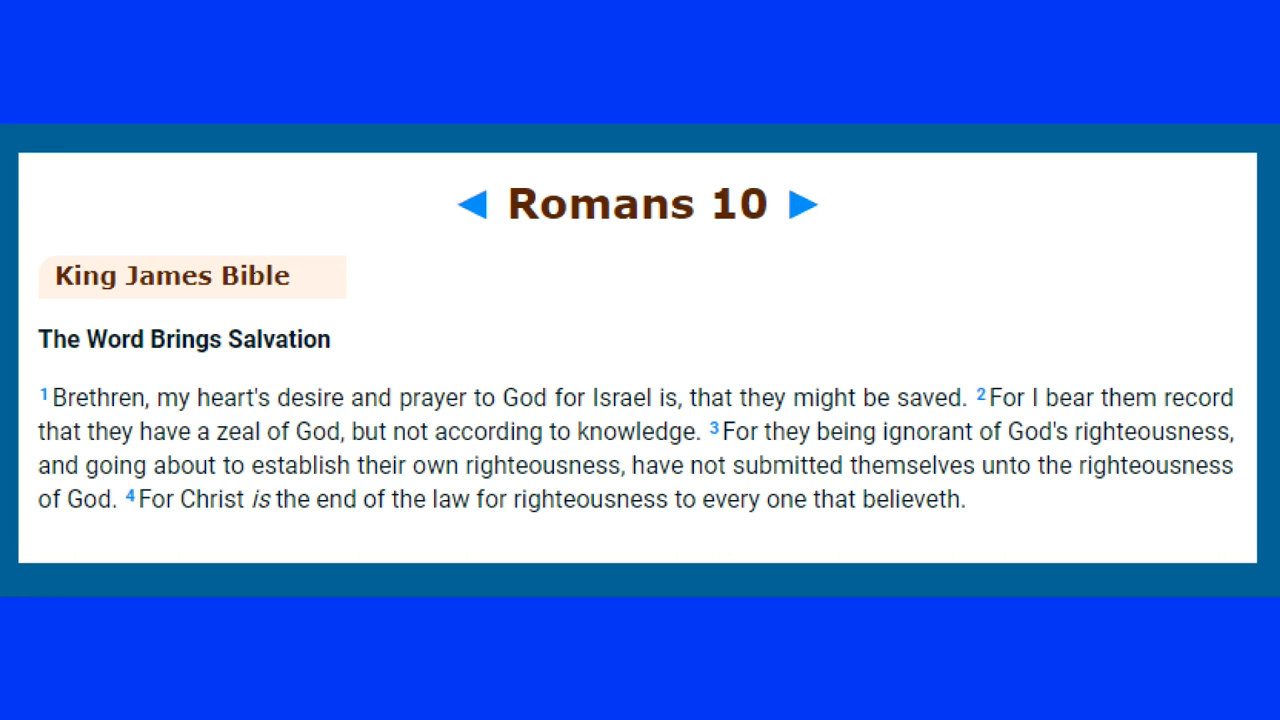 ◄ Romans 10 ►
King James Bible
The Word Brings Salvation
1 Brethren, my heart's desire and prayer to God for Israel is, that they might be saved. 2 For I bear them record
that they have a zeal of God, but not according to knowledge. 3 For they being ignorant of God's righteousness,
and going about to establish their own righteousness, have not submitted themselves unto the righteousness
of God. 4 For Christ is the end of the law for righteousness to every one that believeth.